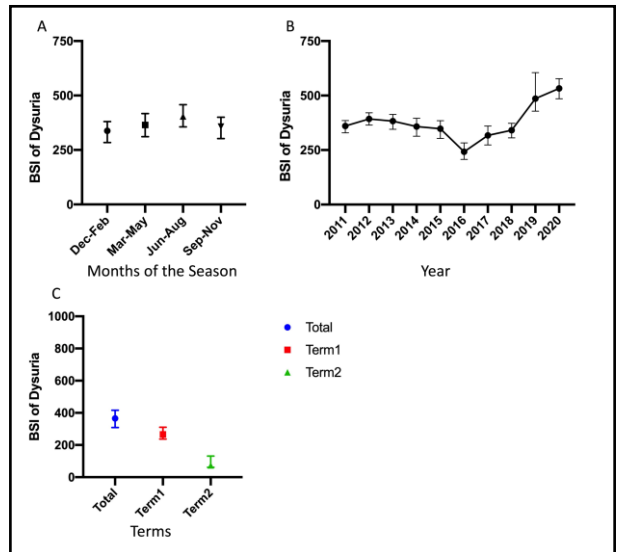 A
BSI of Dysuria
750
500
250
0
Dec-Feb
Mar-May
Jun-Aug
Sep-Nov
Months of the Season
B
BSI of Dysuria
750
500
250
0
2011
2012
2013
2014
2015
2016
2017
2018
2019
2020
Year
C
BSI of Dysuria
1000
800
600
400
200
0
Total
Term1
Term2
Terms
Total
Term1
Term2